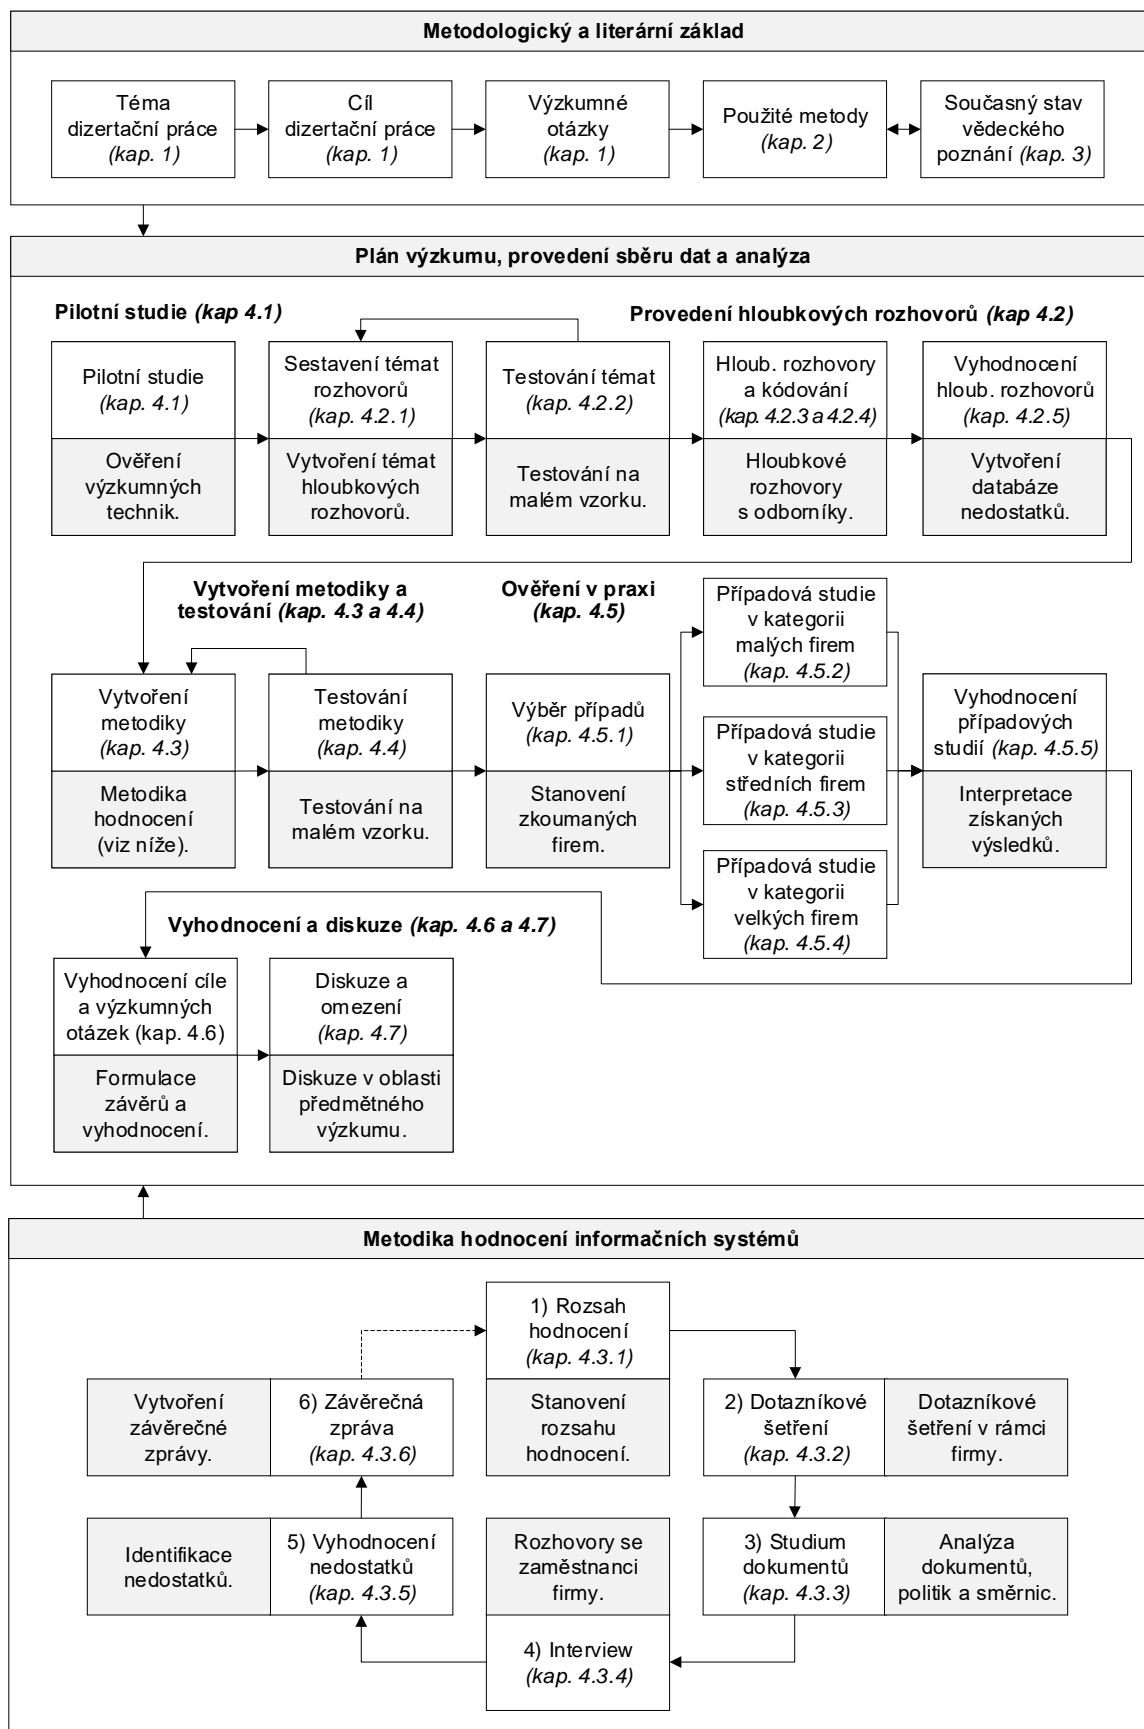 Metodologický a literární základ
Téma
dizertační práce
(kap. 1)
Cíl
dizertační práce
(kap. 1)
Výzkumné
otázky
(kap. 1)
Použité metody
(kap. 2)
Současný stav
vědeckého
poznání (kap. 3)
Plán výzkumu, provedení sběru dat a analýza
Pilotní studie (kap 4.1)
Provedení hloubkových rozhovorů (kap 4.2)
Pilotní studie
(kap. 4.1)
Ověření
výzkumných
technik.
Sestavení témat
rozhovorů
(kap. 4.2.1)
Vytvoření témat
hloubkových
rozhovorů.
Testování témat
(kap. 4.2.2)
Testování na
malém vzorku.
Hloub. rozhovory
a kódování
(kap. 4.2.3 a 4.2.4)
Hloubkové
rozhovory
s odborníky.
Vyhodnocení
hloub. rozhovorů
(kap. 4.2.5)
Vytvoření
databáze
nedostatků.
Vytvoření metodiky a
testování (kap. 4.3 a 4.4)
Ověření v praxi
(kap. 4.5)
Vytvoření
metodiky
(kap. 4.3)
Metodika
hodnocení
(viz níže).
Testování
metodiky
(kap. 4.4)
Testování na
malém vzorku.
Výběr případů
(kap. 4.5.1)
Stanovení
zkoumaných
firem.
Případová studie
v kategorii
malých firem
(kap. 4.5.2)
Případová studie
v kategorii
středních firem
(kap. 4.5.3)
Případová studie
v kategorii
velkých firem
(kap. 4.5.4)
Vyhodnocení
případových
studií (kap. 4.5.5)
Interpretace
získaných
výsledků.
Vyhodnocení a diskuze (kap. 4.6 a 4.7)
Vyhodnocení cíle
a výzkumných
otázek (kap. 4.6)
Formulace
závěrů a
vyhodnocení.
Diskuze a
omezení
(kap. 4.7)
Diskuze v oblasti
předmětného
výzkumu.
Metodika hodnocení informačních systémů
1) Rozsah
hodnocení
(kap. 4.3.1)
Stanovení
rozsahu
hodnocení.
2) Dotazníkové
šetření
(kap. 4.3.2)
Dotazníkové
šetření v rámci
firmy.
3) Studium
dokumentů
(kap. 4.3.3)
Analýza
dokumentů,
politik a směrnic.
Rozhovory se
zaměstnanci
firmy.
4) Interview
(kap. 4.3.4)
Identifikace
nedostatků.
5) Vyhodnocení
nedostatků
(kap. 4.3.5)
Vytvoření
závěrečné
zprávy.
6) Závěrečná
zpráva
(kap. 4.3.6)